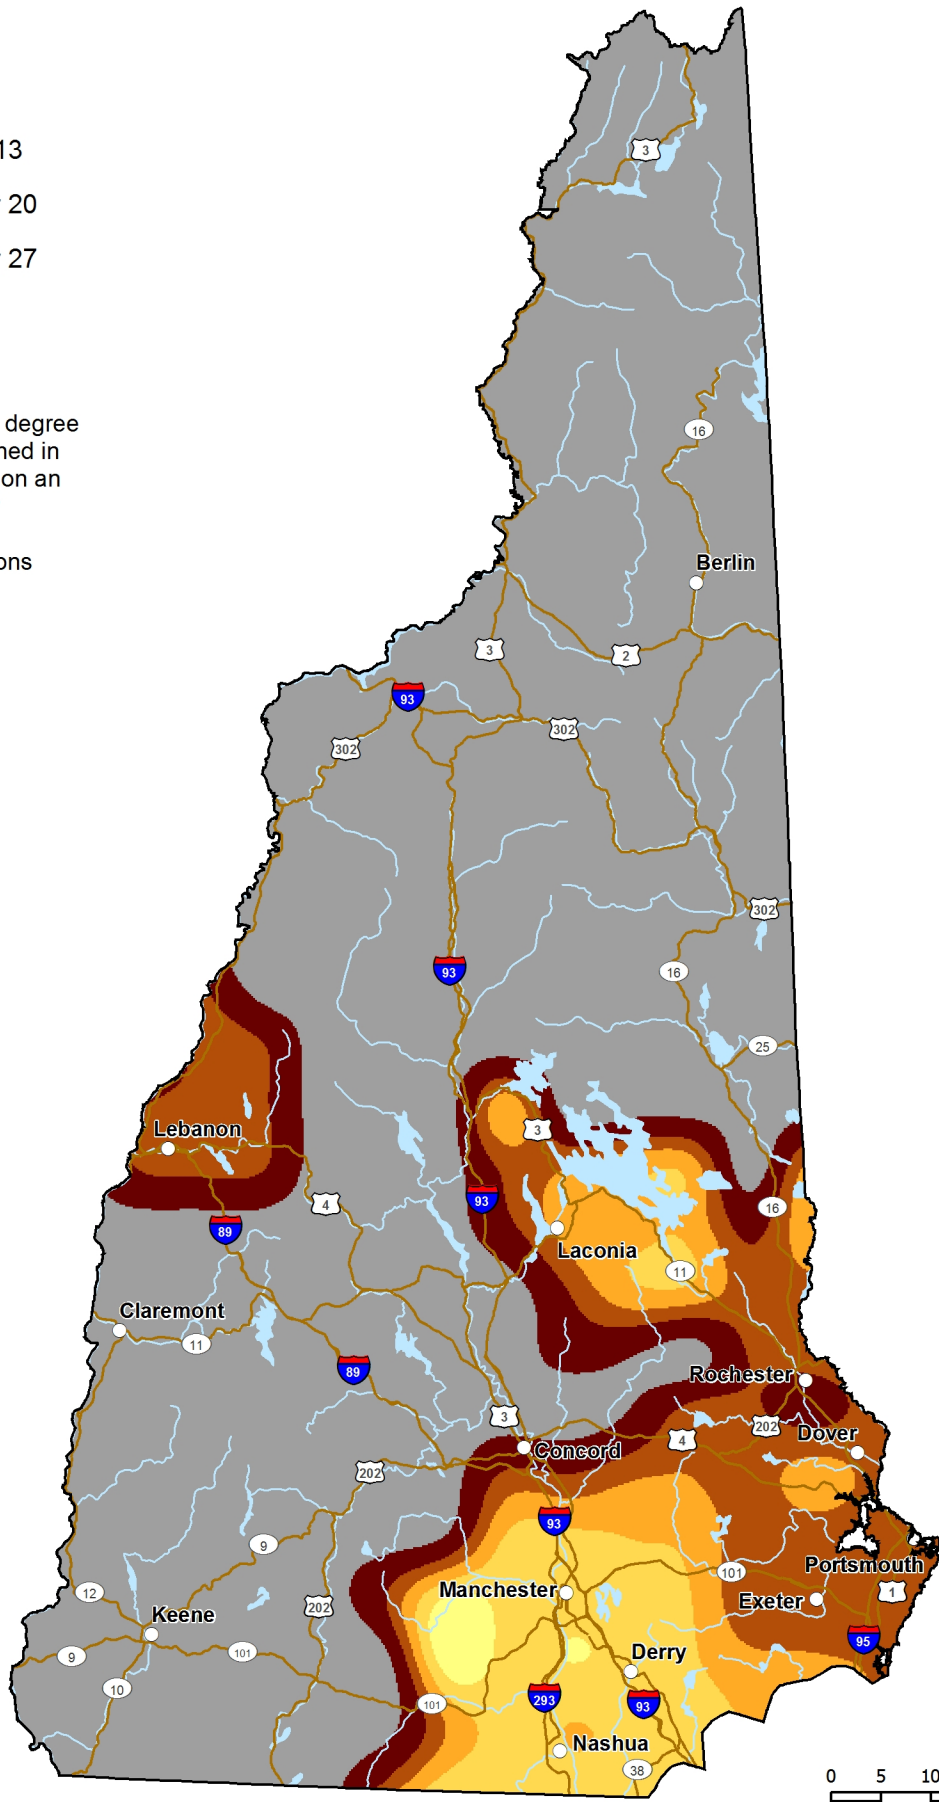 13
20
27
degree
ned in
on an
ons
3
16
Berlin
3
2
93
302
302
302
93
16
25
Lebanon
3
93
4
16
89
Laconia
11
Claremont
11
89
Rochester
3
202
Dover
4
Concord
202
93
9
Portsmouth
101
12
Manchester
1
Exeter
202
Keene
95
101
9
Derry
10
293
93
101
Nashua
38
0 5 10